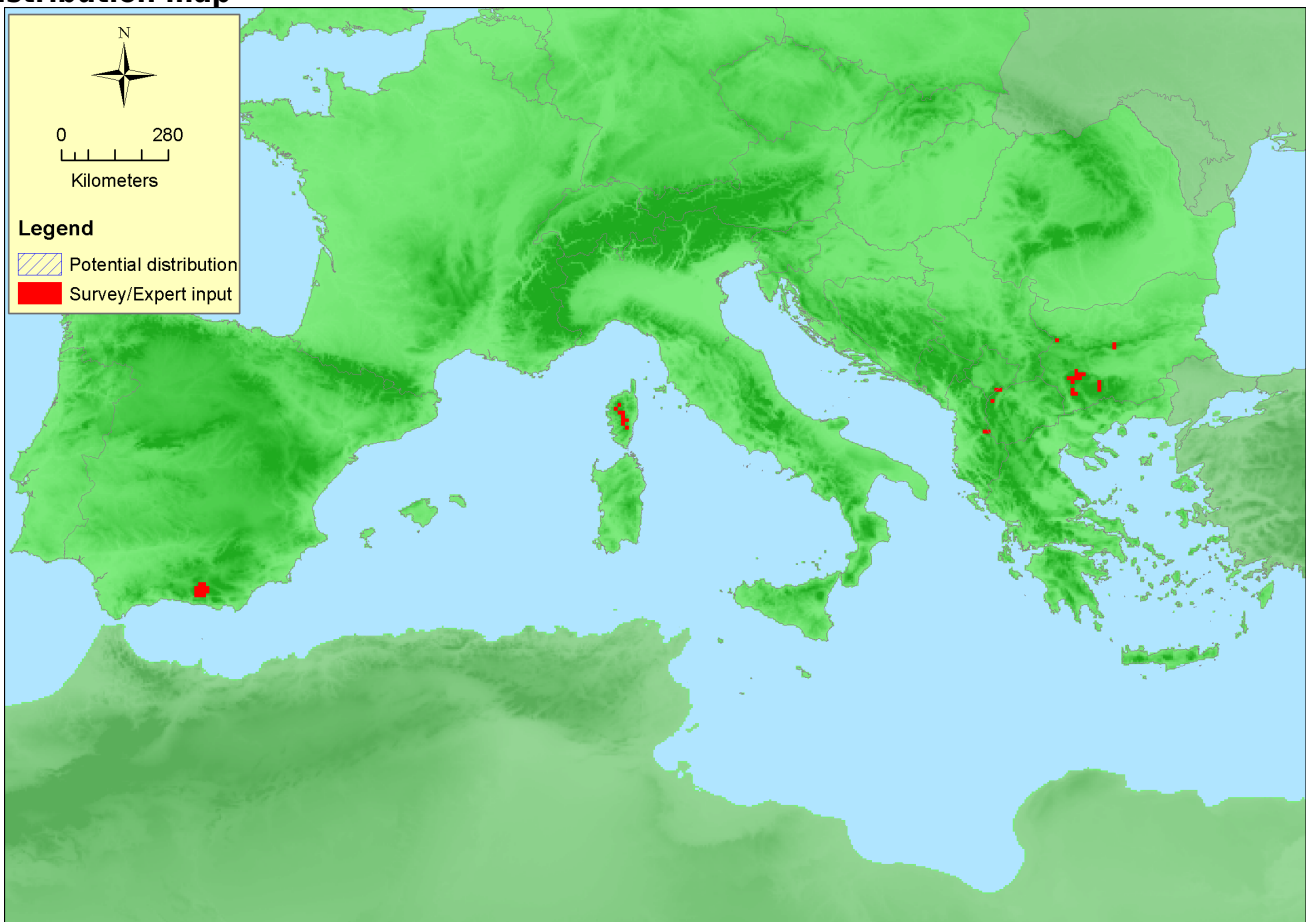 N
0 280
Kilometers
Legend
Potential distribution
Survey/Expert input